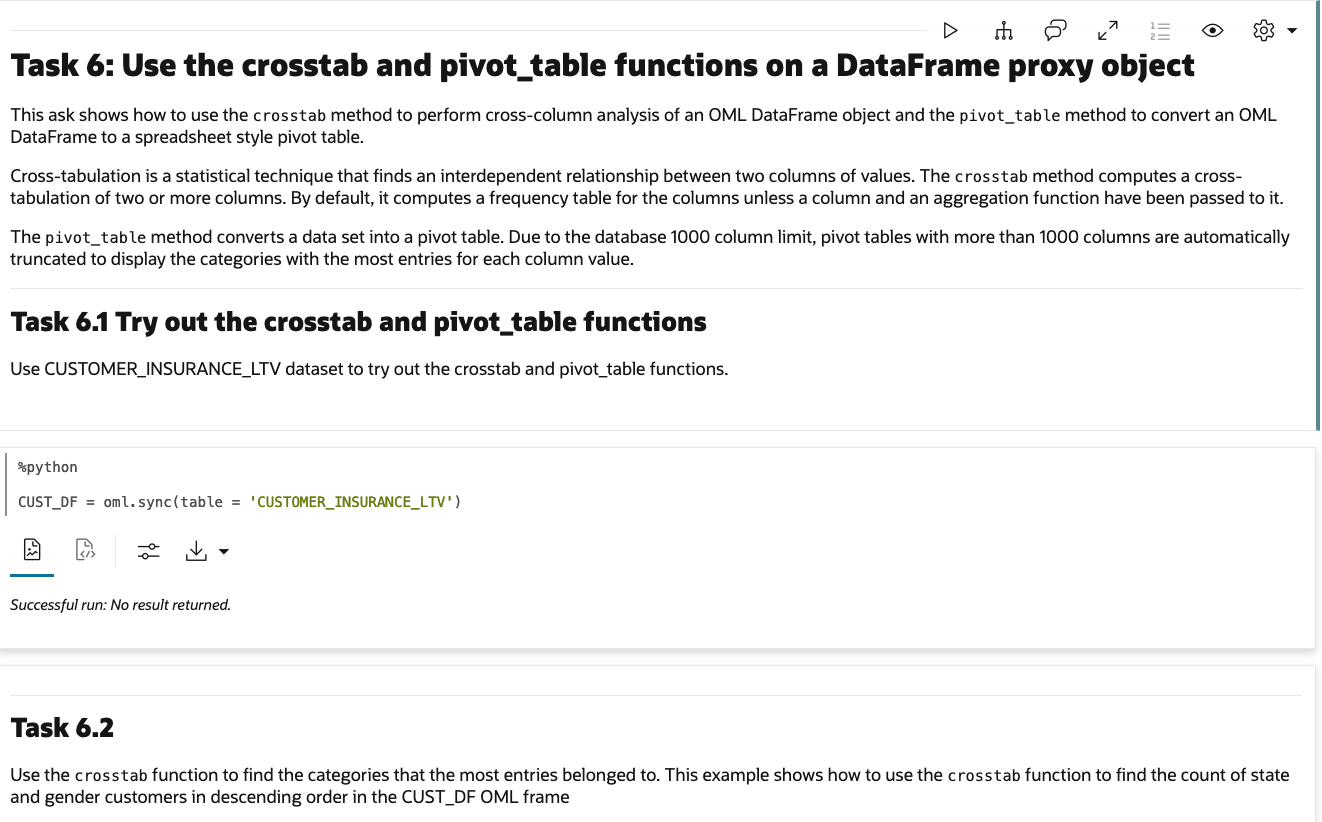 Task 6: Use the crosstab and pivot_table functions on a DataFrame proxy object
This ask shows how to use the crosstab method to perform cross-column analysis of an OML DataFrame object and the pivot_table method to convert an OML
DataFrame to a spreadsheet style pivot table.
Cross-tabulation is a statistical technique that finds an interdependent relationship between two columns of values. The crosstab method computes a cross-
tabulation of two or more columns. By default, it computes a frequency table for the columns unless a column and an aggregation function have been passed to it.
The pivot_table method converts a data set into a pivot table. Due to the database 1000 column limit, pivot tables with more than 1000 columns are automatically
truncated to display the categories with the most entries for each column value.
Task 6.1 Try out the crosstab and pivot_table functions
Use CUSTOMER_INSURANCE_LTV dataset to try out the crosstab and pivot_table functions.
%python
CUST_DF = oml.sync(table = 'CUSTOMER_INSURANCE_LTV')
Successful run: No result returned.
Task 6.2
Use the crosstab function to find the categories that the most entries belonged to. This example shows how to use the crosstab function to find the count of state
and gender customers in descending order in the CUST_DF OML frame